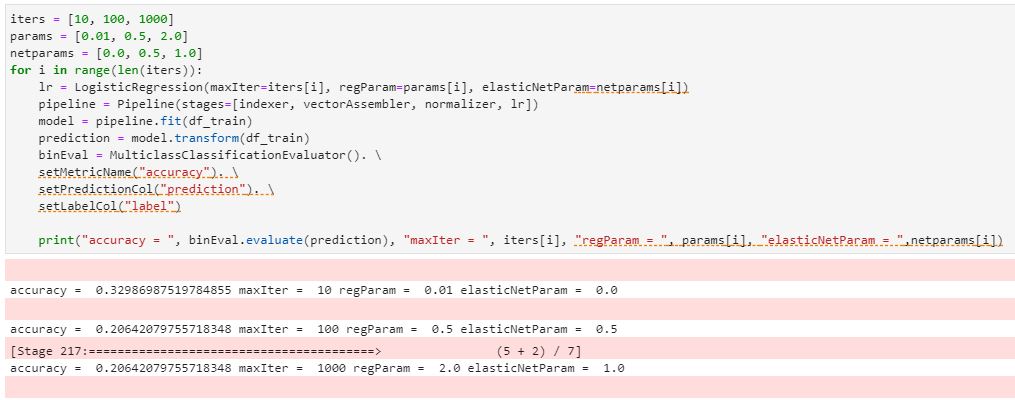 iters = [10, 100, 1000]
params = [0.01, 0.5, 2.0]
netparams = [0.0, 0.5, 1.0]
for i in range(len(iters)):
    lr = LogisticRegression(maxIter=iters[i], regParam=params[i], elasticNetParam=netparams[i])
    pipeline = Pipeline(stages=[indexer, vectorAssembler, normalizer, lr])
    model = pipeline.fit(df_train)
    prediction = model.transform(df_train)
    binEval = MulticlassClassificationEvaluator(). \
    setMetricName("accuracy"). \
    setPredictionCol("prediction"). \
    setLabelCol("label")
    print("accuracy = ", binEval.evaluate(prediction), "maxIter = ", iters[i], "regParam = ", params[i], "elasticNetParam = ",netparams[i])
accuracy =  0.32986987519784855 maxIter =  10 regParam =  0.01 elasticNetParam =  0.0
accuracy =  0.20642079755718348 maxIter =  100 regParam =  0.5 elasticNetParam =  0.5
[Stage 217:========================================>                (5 + 2) / 7]
accuracy =  0.20642079755718348 maxIter =  1000 regParam =  2.0 elasticNetParam =  1.0